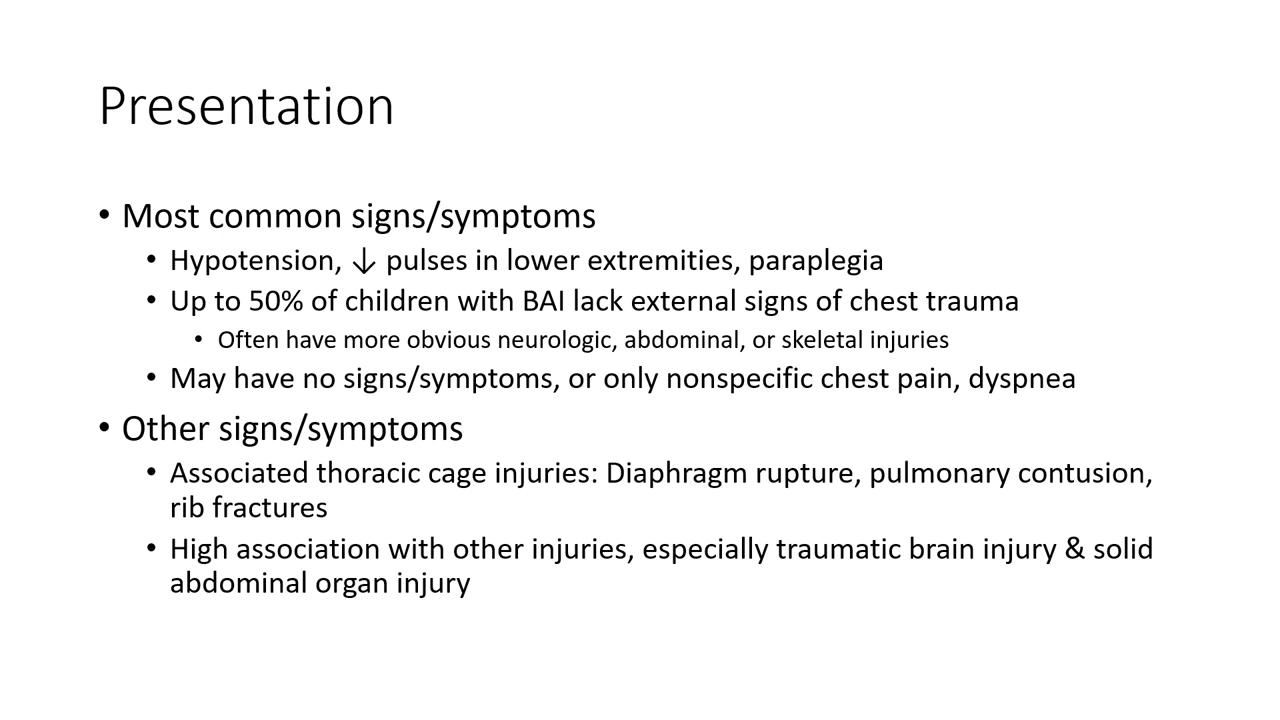 Presentation
• Most common signs/symptoms
• Hypotension, ↓ pulses in lower extremities, paraplegia
• Up to 50% of children with BAI lack external signs of chest trauma
• Often have more obvious neurologic, abdominal, or skeletal injuries
• May have no signs/symptoms, or only nonspecific chest pain, dyspnea
• Other signs/symptoms
• Associated thoracic cage injuries: Diaphragm rupture, pulmonary contusion,
rib fractures
• High association with other injuries, especially traumatic brain injury & solid
abdominal organ injury